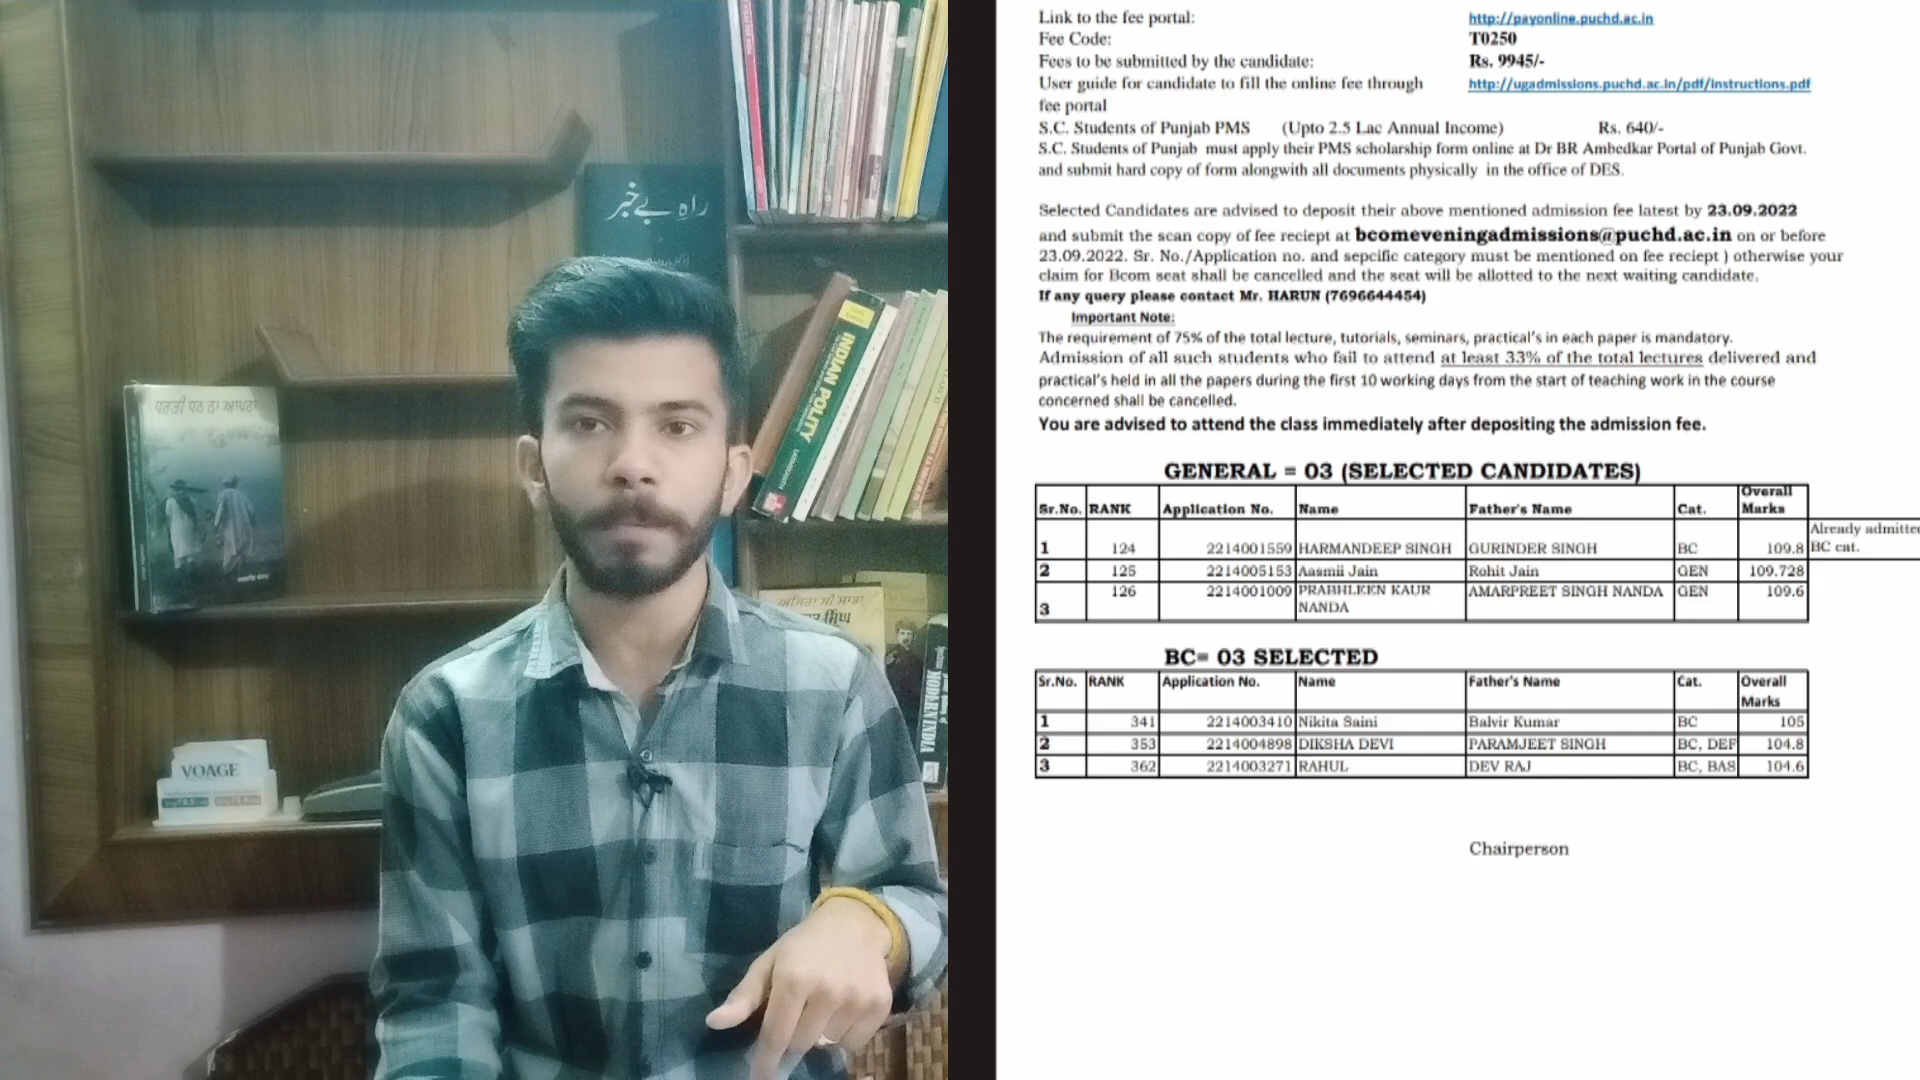 راہِ بے خبر
INDIAN POLITY
LAXMIKANTH
ਧਰਤੀ ਧਨ ਨਾ ਆਪਣਾ
VOAGE
MODERN INDIA
Link to the fee portal: http://payonline.puchd.ac.in
Fee Code: T0250
Fees to be submitted by the candidate: Rs. 9945/-
User guide for candidate to fill the online fee through http://ugadmissions.puchd.ac.in/pdf/instructions.pdf
fee portal
S.C. Students of Punjab PMS (Upto 2.5 Lac Annual Income) Rs. 640/-
S.C. Students of Punjab must apply their PMS scholarship form online at Dr BR Ambedkar Portal of Punjab Govt.
and submit hard copy of form alongwith all documents physically in the office of DES.
Selected Candidates are advised to deposit their above mentioned admission fee latest by 23.09.2022
and submit the scan copy of fee reciept at bcomeveningadmissions@puchd.ac.in on or before
23.09.2022. Sr. No./Application no. and sepcific category must be mentioned on fee reciept ) otherwise your
claim for Bcom seat shall be cancelled and the seat will be allotted to the next waiting candidate.
If any query please contact Mr. HARUN (7696644454)
Important Note:
The requirement of 75% of the total lecture, tutorials, seminars, practical's in each paper is mandatory.
Admission of all such students who fail to attend at least 33% of the total lectures delivered and
practical's held in all the papers during the first 10 working days from the start of teaching work in the course
concerned shall be cancelled.
You are advised to attend the class immediately after depositing the admission fee.
GENERAL = 03 (SELECTED CANDIDATES)
Sr.No. RANK Application No. Name Father's Name Cat. Overall Marks
1 124 2214001559 HARMANDEEP SINGH GURINDER SINGH BC 109.8 Already admitted BC cat.
2 125 2214005153 Aasmii Jain Rohit Jain GEN 109.728
3 126 2214001009 PRABHLEEN KAUR NANDA AMARPREET SINGH NANDA GEN 109.6
BC= 03 SELECTED
Sr.No. RANK Application No. Name Father's Name Cat. Overall Marks
1 341 2214003410 Nikita Saini Balvir Kumar BC 105
2 353 2214004898 DIKSHA DEVI PARAMJEET SINGH BC, DEF 104.8
3 362 2214003271 RAHUL DEV RAJ BC, BAS 104.6
Chairperson